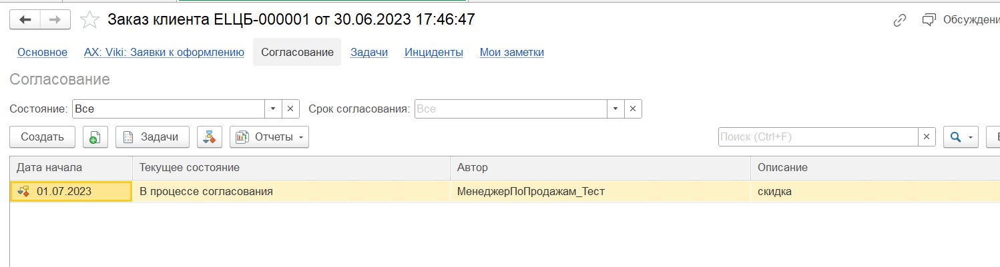 Заказ клиента ЕЦЦБ-000001 от 30.06.2023 17:46:47
Обсуждени
Основное АХ: Viki: Заявки к оформлению Согласование Задачи Инциденты Мои заметки
Согласование
Состояние: Все Срок согласования: Все
Создать Задачи Отчеты Поиск (Ctrl+F)
Дата начала Текущее состояние Автор Описание
01.07.2023 В процессе согласования МенеджерПоПродажам_Тест скидка